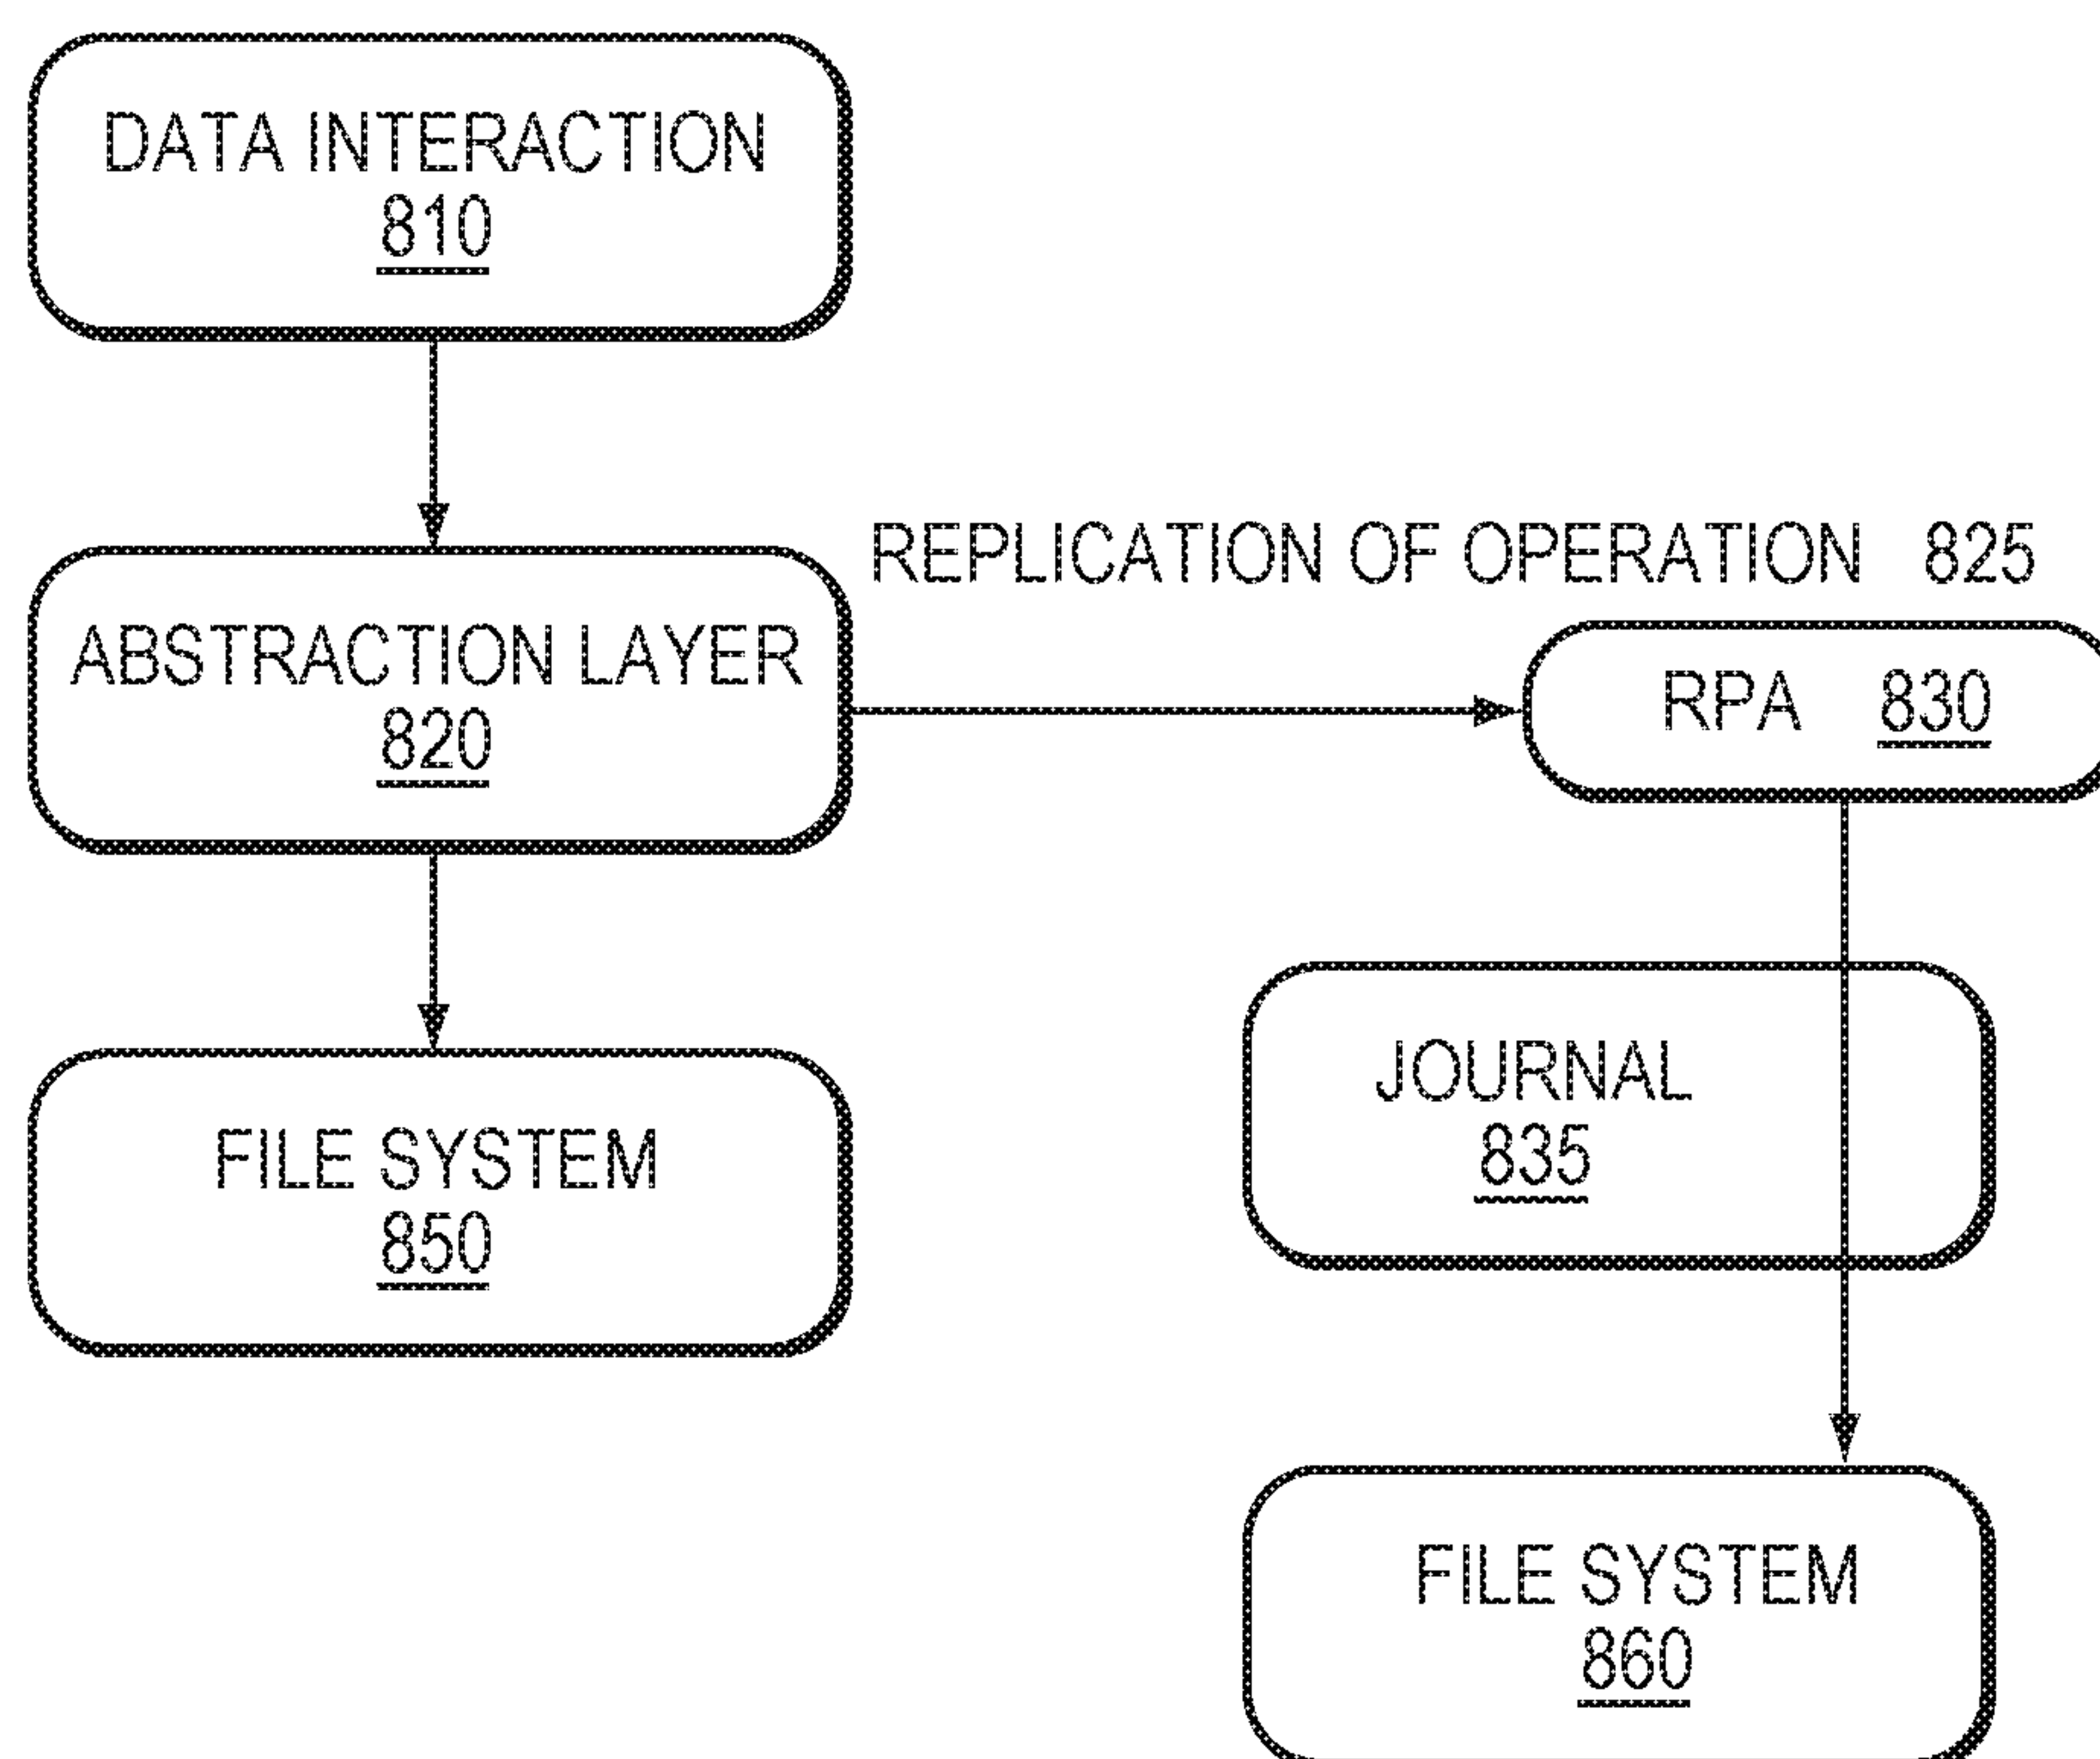 DATA INTERACTION
810
REPLICATION OF OPERATION 825
ABSTRACTION LAYER
820
RPA 830
JOURNAL
835
FILE SYSTEM
850
FILE SYSTEM
860